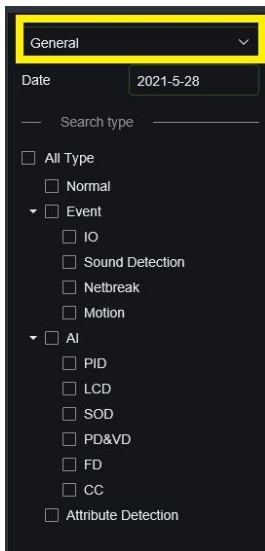 General
Date 2021-5-28
Search type
All Type
Normal
Event
IO
Sound Detection
Netbreak
Motion
AI
PID
LCD
SOD
PD&VD
FD
CC
Attribute Detection